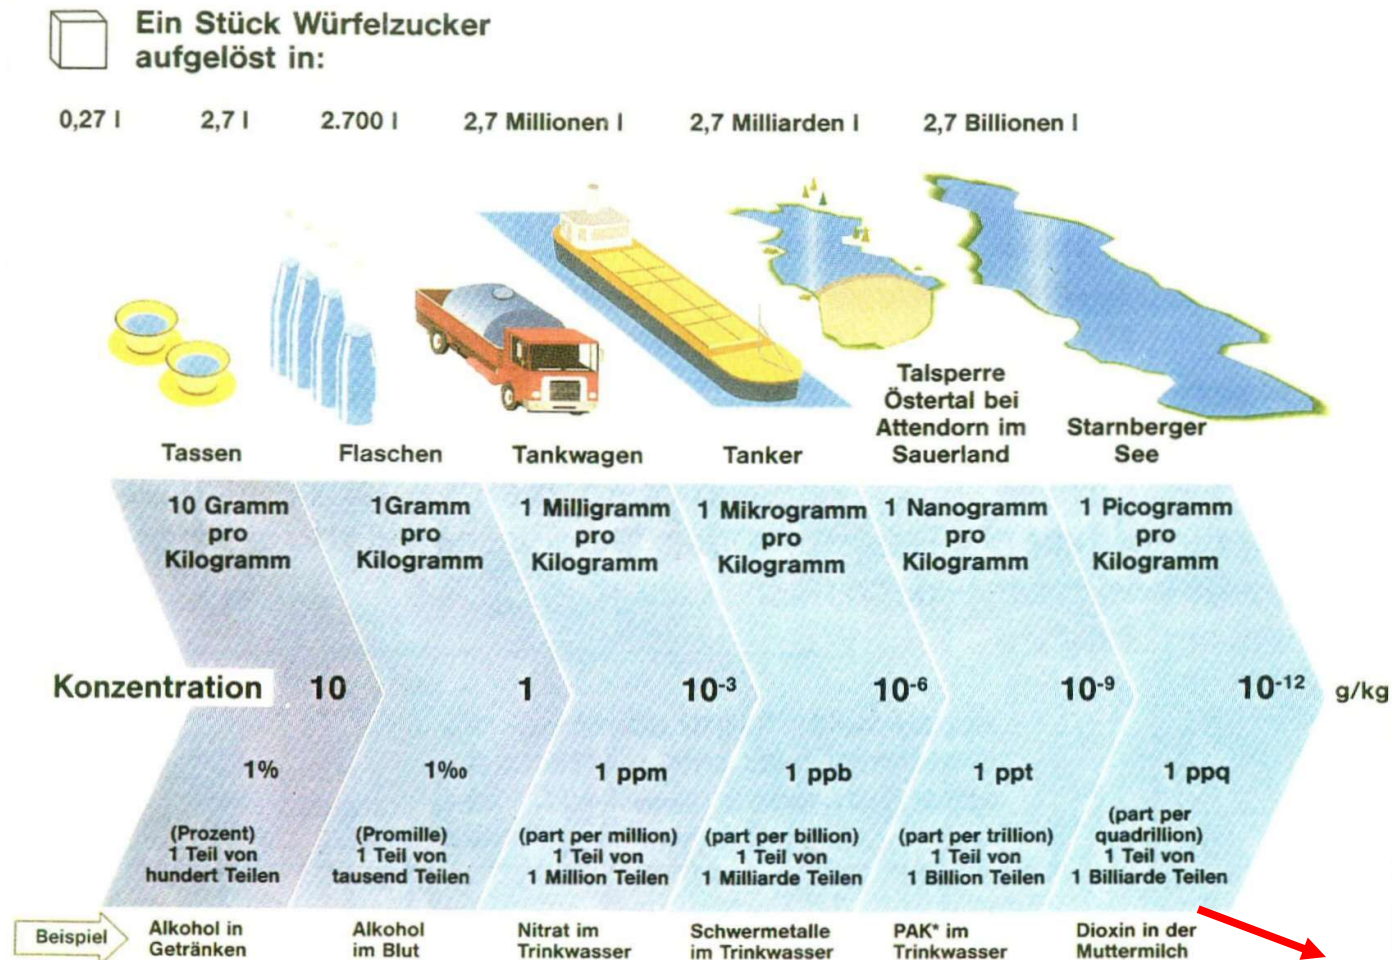 Ein Stück Würfelzucker
aufgelöst in:
0,27 l 2,7 l 2.700 l 2,7 Millionen l 2,7 Milliarden l 2,7 Billionen l
Tassen
Flaschen
Tankwagen
Tanker
Talsperre
Östertal bei
Attendorn im
Sauerland
Starnberger
See
10 Gramm
pro
Kilogramm
1Gramm
pro
Kilogramm
1 Milligramm
pro
Kilogramm
1 Mikrogramm
pro
Kilogramm
1 Nanogramm
pro
Kilogramm
1 Picogramm
pro
Kilogramm
Konzentration 10 1 10⁻³ 10⁻⁶ 10⁻⁹ 10⁻¹² g/kg
1% 1‰ 1 ppm 1 ppb 1 ppt 1 ppq
(Prozent)
1 Teil von
hundert Teilen
(Promille)
1 Teil von
tausend Teilen
(part per million)
1 Teil von
1 Million Teilen
(part per billion)
1 Teil von
1 Milliarde Teilen
(part per trillion)
1 Teil von
1 Billion Teilen
(part per
quadrillion)
1 Teil von
1 Billiarde Teilen
Beispiel
Alkohol in
Getränken
Alkohol
im Blut
Nitrat im
Trinkwasser
Schwermetalle
im Trinkwasser
PAK* im
Trinkwasser
Dioxin in der
Muttermilch